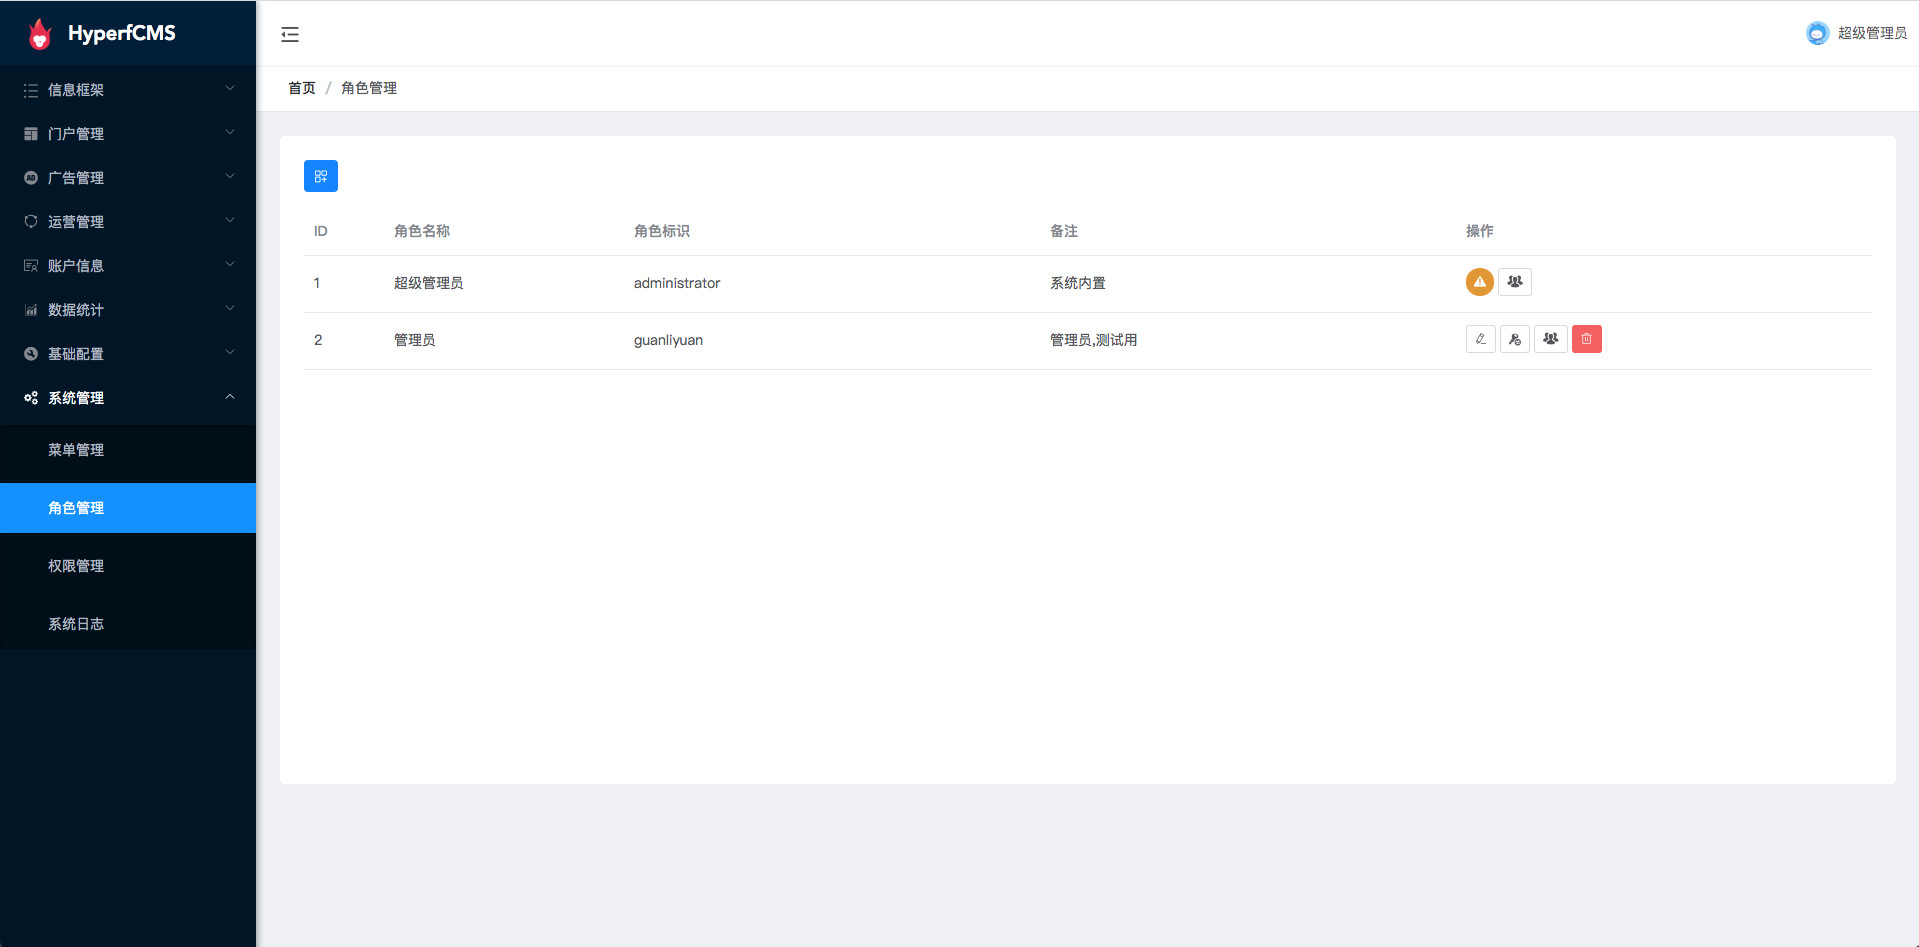 HyperfCMS
超级管理员
信息框架
门户管理
AD 广告管理
运营管理
账户信息
数据统计
基础配置
系统管理
菜单管理
角色管理
权限管理
系统日志
首页 / 角色管理
ID 角色名称 角色标识 备注 操作
1 超级管理员 administrator 系统内置
2 管理员 guanliyuan 管理员,测试用